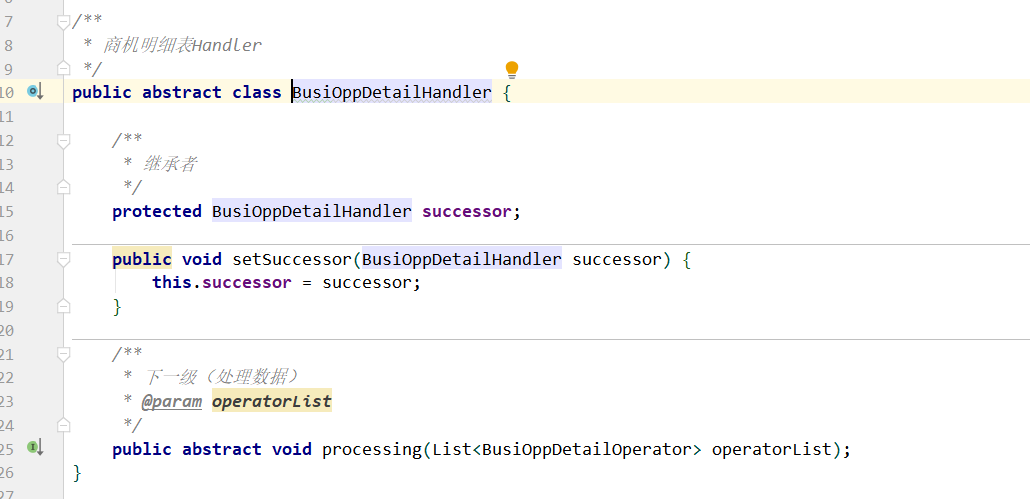 7 /**
8  * 商机明细表Handler
9  */
10 public abstract class BusiOppDetailHandler {
11
12     /**
13      * 继承者
14      */
15     protected BusiOppDetailHandler successor;
16
17     public void setSuccessor(BusiOppDetailHandler successor) {
18         this.successor = successor;
19     }
20
21     /**
22      * 下一级（处理数据）
23      * @param operatorList
24      */
25     public abstract void processing(List<BusiOppDetailOperator> operatorList);
26 }
27